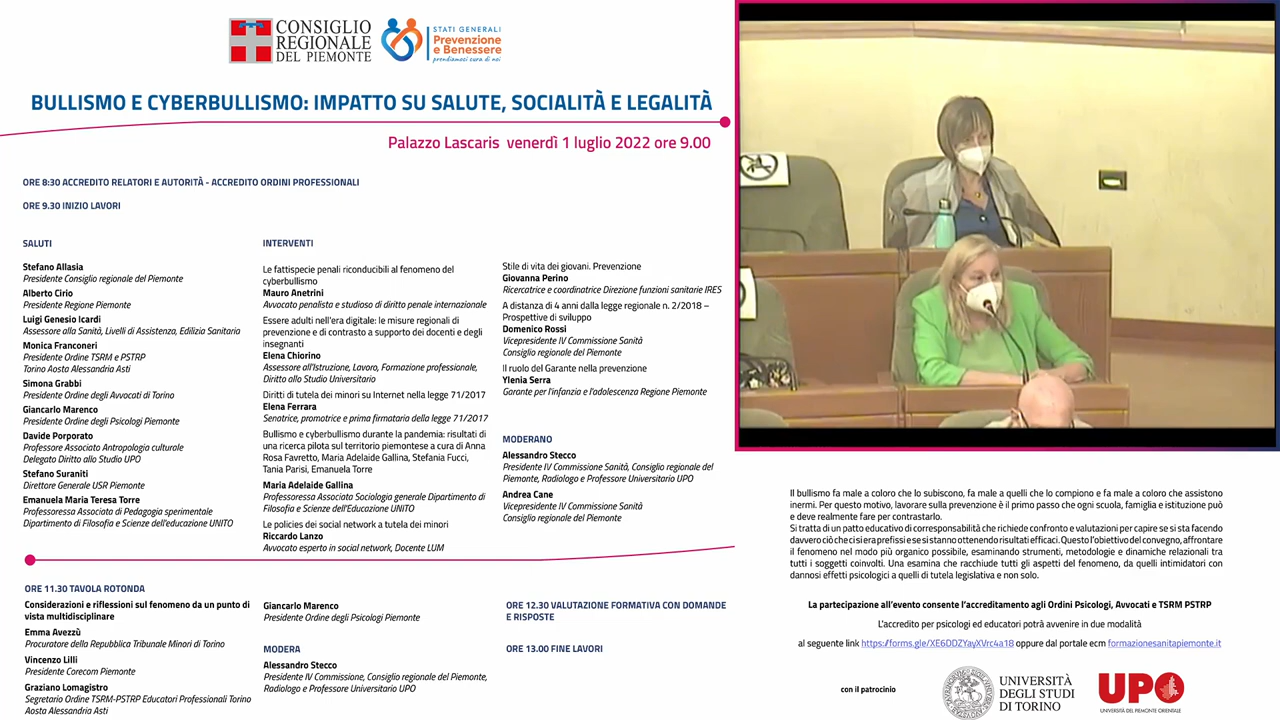 CONSIGLIO
REGIONALE
DEL PIEMONTE
STATI GENERALI
Prevenzione
e Benessere
prendiamoci cura di noi
BULLISMO E CYBERBULLISMO: IMPATTO SU SALUTE, SOCIALITÀ E LEGALITÀ
Palazzo Lascaris venerdì 1 luglio 2022 ore 9.00
ORE 8:30 ACCREDITO RELATORI E AUTORITÀ - ACCREDITO ORDINI PROFESSIONALI
ORE 9.30 INIZIO LAVORI
SALUTI
Stefano Allasia
Presidente Consiglio regionale del Piemonte
Alberto Cirio
Presidente Regione Piemonte
Luigi Genesio Icardi
Assessore alla Sanità, Livelli di Assistenza, Edilizia Sanitaria
Monica Franconeri
Presidente Ordine TSRM e PSTRP
Torino Aosta Alessandria Asti
Simona Grabbi
Presidente Ordine degli Avvocati di Torino
Giancarlo Marenco
Presidente Ordine degli Psicologi Piemonte
Davide Porporato
Professore Associato Antropologia culturale
Delegato Diritto allo Studio UPO
Stefano Suraniti
Direttore Generale USR Piemonte
Emanuela Maria Teresa Torre
Professoressa Associata di Pedagogia sperimentale
Dipartimento di Filosofia e Scienze dell'educazione UNITO
INTERVENTI
Le fattispecie penali riconducibili al fenomeno del
cyberbullismo
Mauro Anetrini
Avvocato penalista e studioso di diritto penale internazionale
Essere adulti nell'era digitale: le misure regionali di
prevenzione e di contrasto a supporto dei docenti e degli
insegnanti
Elena Chiorino
Assessore all'Istruzione, Lavoro, Formazione professionale,
Diritto allo Studio Universitario
Diritti di tutela dei minori su Internet nella legge 71/2017
Elena Ferrara
Senatrice, promotrice e prima firmataria della legge 71/2017
Bullismo e cyberbullismo durante la pandemia: risultati di
una ricerca pilota sul territorio piemontese a cura di Anna
Rosa Favretto, Maria Adelaide Gallina, Stefania Fucci,
Tania Parisi, Emanuela Torre
Maria Adelaide Gallina
Professoressa Associata Sociologia generale Dipartimento di
Filosofia e Scienze dell'Educazione UNITO
Le policies dei social network a tutela dei minori
Riccardo Lanzo
Avvocato esperto in social network, Docente LUM
Stile di vita dei giovani. Prevenzione
Giovanna Perino
Ricercatrice e coordinatrice Direzione funzioni sanitarie IRES
A distanza di 4 anni dalla legge regionale n. 2/2018 –
Prospettive di sviluppo
Domenico Rossi
Vicepresidente IV Commissione Sanità
Consiglio regionale del Piemonte
Il ruolo del Garante nella prevenzione
Ylenia Serra
Garante per l'infanzia e l'adolescenza Regione Piemonte
MODERANO
Alessandro Stecco
Presidente IV Commissione Sanità, Consiglio regionale del
Piemonte, Radiologo e Professore Universitario UPO
Andrea Cane
Vicepresidente IV Commissione Sanità
Consiglio regionale del Piemonte
ORE 11.30 TAVOLA ROTONDA
Considerazioni e riflessioni sul fenomeno da un punto di
vista multidisciplinare
Emma Avezzù
Procuratore della Repubblica Tribunale Minori di Torino
Vincenzo Lilli
Presidente Corecom Piemonte
Graziano Lomagistro
Segretario Ordine TSRM-PSTRP Educatori Professionali Torino
Aosta Alessandria Asti
Giancarlo Marenco
Presidente Ordine degli Psicologi Piemonte
MODERA
Alessandro Stecco
Presidente IV Commissione, Consiglio regionale del Piemonte,
Radiologo e Professore Universitario UPO
ORE 12.30 VALUTAZIONE FORMATIVA CON DOMANDE
E RISPOSTE
ORE 13.00 FINE LAVORI
Il bullismo fa male a coloro che lo subiscono, fa male a quelli che lo compiono e fa male a coloro che assistono
inermi. Per questo motivo, lavorare sulla prevenzione è il primo passo che ogni scuola, famiglia e istituzione può
e deve realmente fare per contrastarlo.
Si tratta di un patto educativo di corresponsabilità che richiede confronto e valutazioni per capire se si sta facendo
davvero ciò che ci si era prefissi e se si stanno ottenendo risultati efficaci. Questo l'obiettivo del convegno, affrontare
il fenomeno nel modo più organico possibile, esaminando strumenti, metodologie e dinamiche relazionali tra
tutti i soggetti coinvolti. Una esamina che racchiude tutti gli aspetti del fenomeno, da quelli intimidatori con
dannosi effetti psicologici a quelli di tutela legislativa e non solo.
La partecipazione all'evento consente l'accreditamento agli Ordini Psicologi, Avvocati e TSRM PSTRP
L'accredito per psicologi ed educatori potrà avvenire in due modalità
al seguente link https://forms.gle/XE6DDZYayXVrc4a18 oppure dal portale ecm formazionesanitapiemonte.it
con il patrocinio
UNIVERSITÀ
DEGLI STUDI
DI TORINO
UPO
UNIVERSITÀ DEL PIEMONTE ORIENTALE